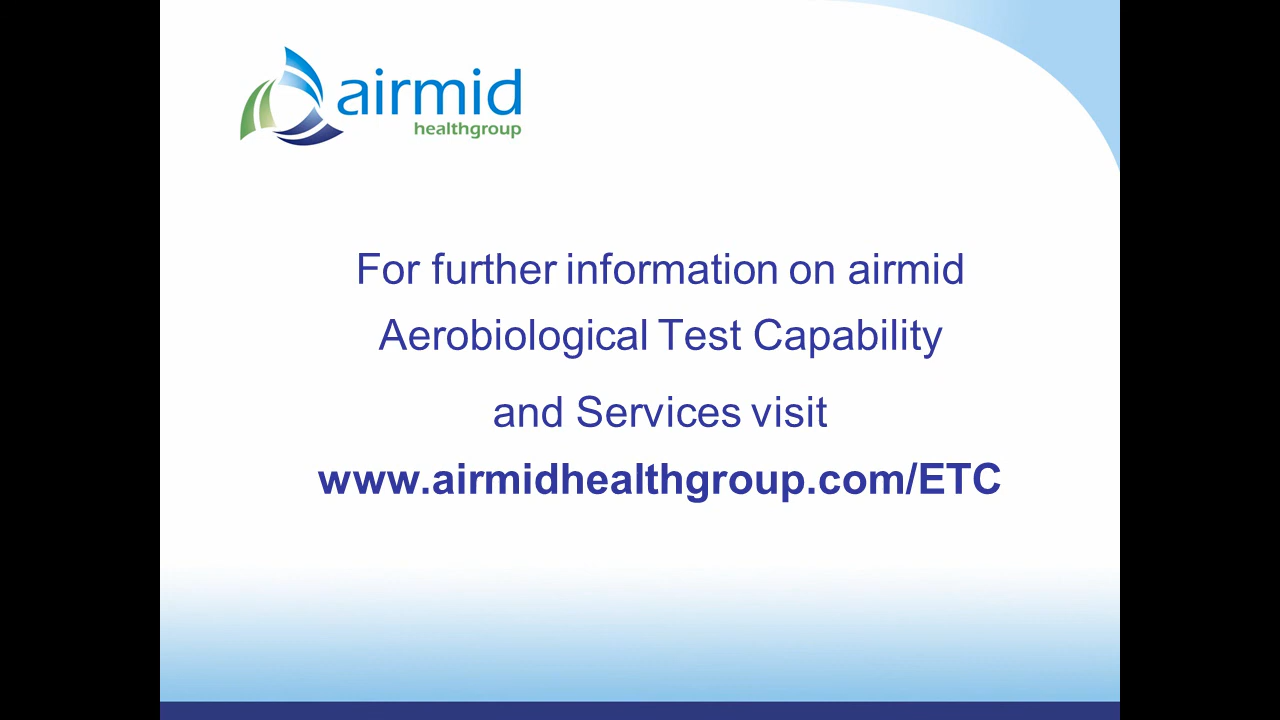 airmid
healthgroup
For further information on airmid
Aerobiological Test Capability
and Services visit
www.airmidhealthgroup.com/ETC